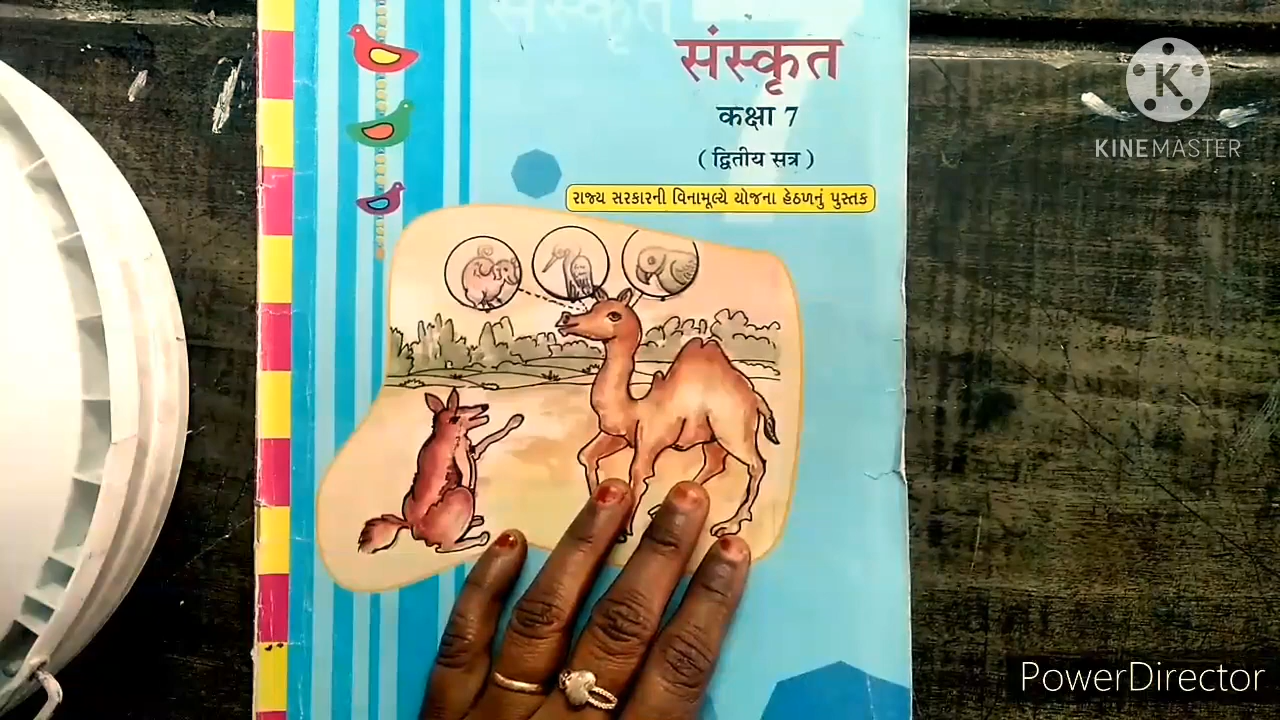 संस्कृत
संस्कृत
कक्षा 7
( द्वितीय सत्र )
રાજ્ય સરકારની વિનામૂલ્યે યોજના હેઠળનું પુસ્તક
K
KINEMASTER
PowerDirector